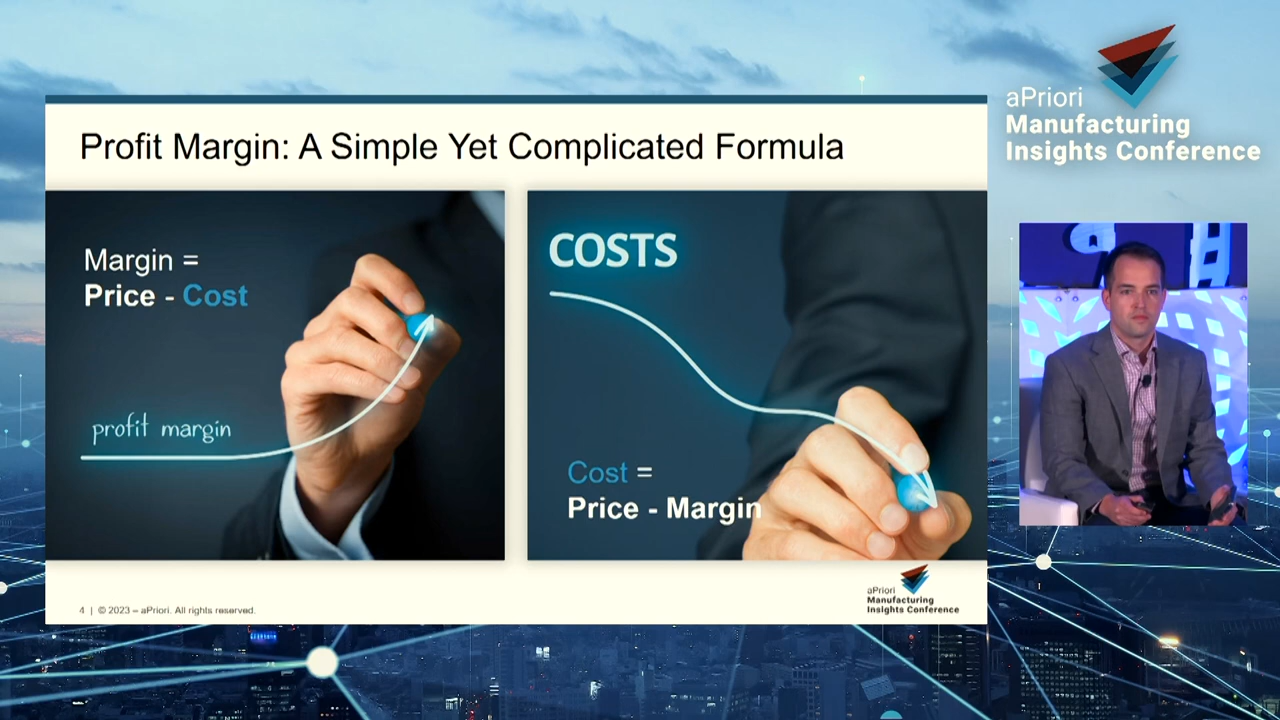 aPriori
Manufacturing
Insights Conference
Profit Margin: A Simple Yet Complicated Formula
Margin =
Price - Cost
profit margin
COSTS
Cost =
Price - Margin
4 | © 2023 – aPriori. All rights reserved.
aPriori
Manufacturing
Insights Conference